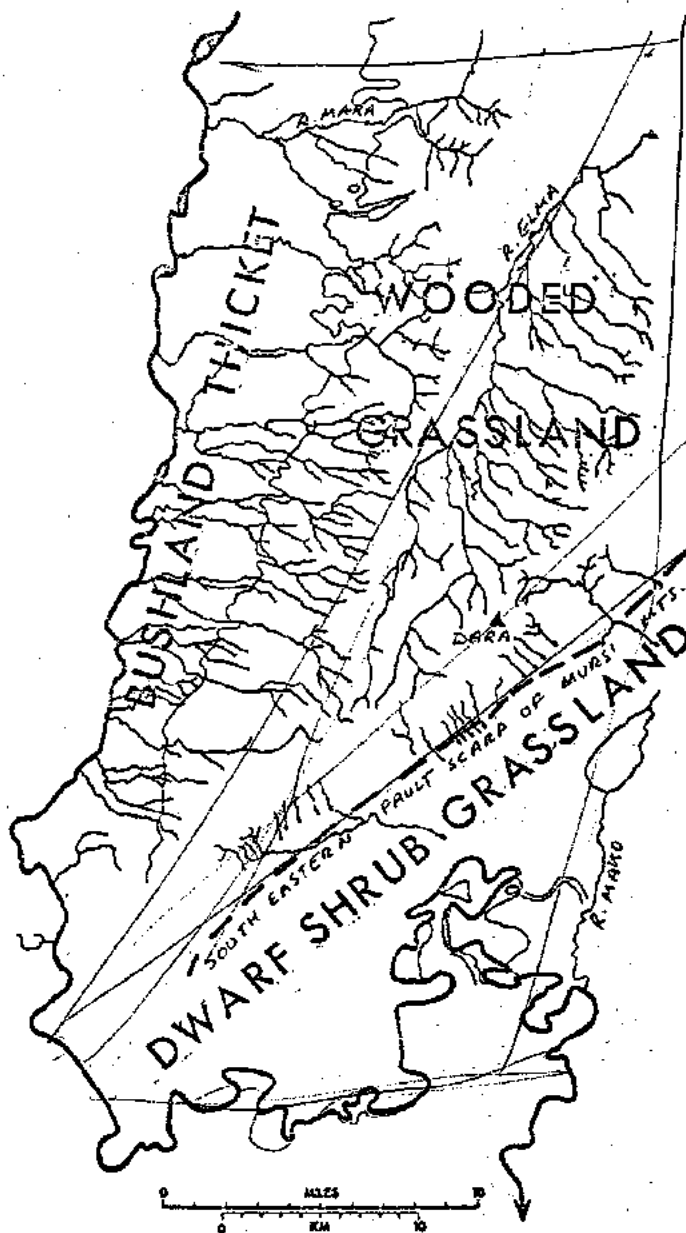 R. MARA
R. ELMA
WOODED
GRASSLAND
BUSHLAND THICKET
DARA
SOUTH EASTERN FAULT SCARP OF MURSI MTS.
DWARF SHRUB GRASSLAND
R. MAKO
0 MILES 10
0 KM 10